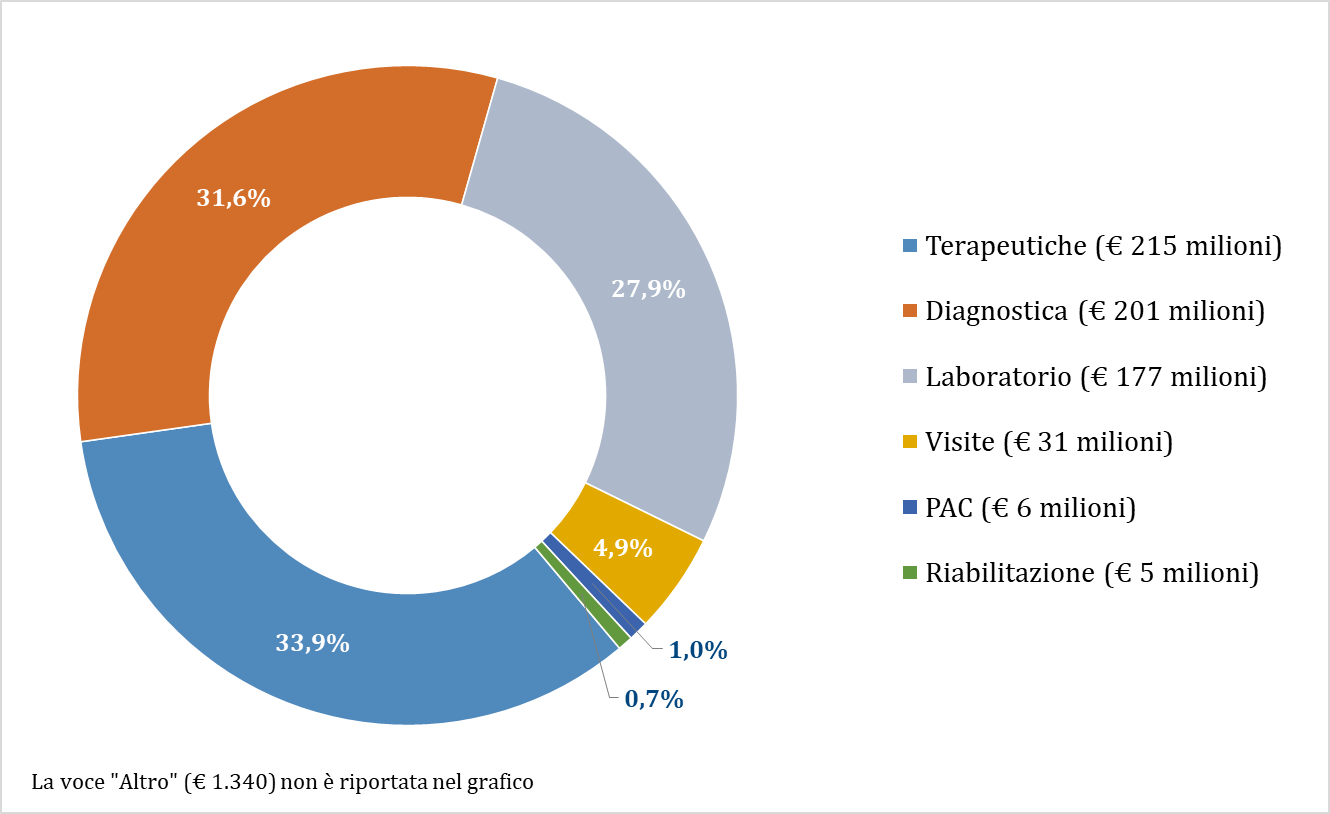 31,6%
27,9%
4,9%
1,0%
0,7%
33,9%
Terapeutiche (€ 215 milioni)
Diagnostica (€ 201 milioni)
Laboratorio (€ 177 milioni)
Visite (€ 31 milioni)
PAC (€ 6 milioni)
Riabilitazione (€ 5 milioni)
La voce "Altro" (€ 1.340) non è riportata nel grafico